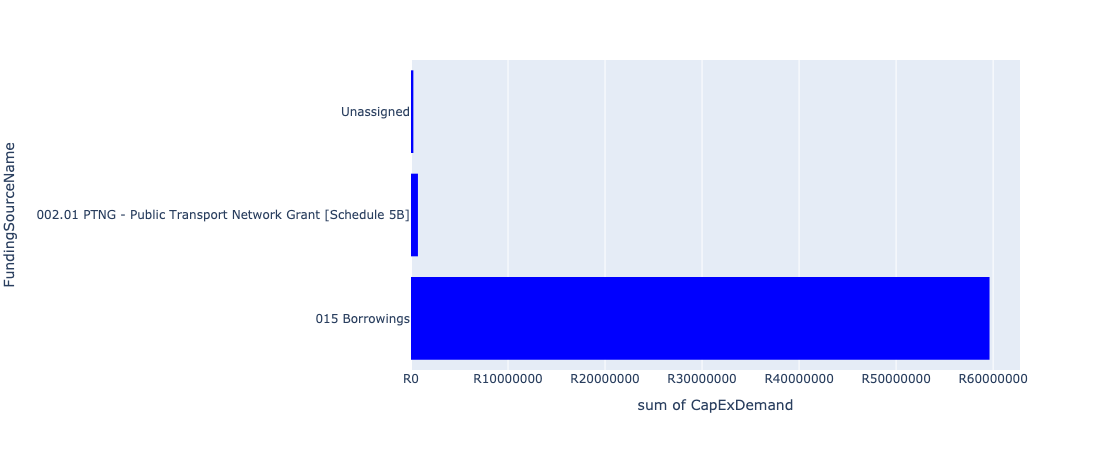 FundingSourceName
Unassigned
002.01 PTNG - Public Transport Network Grant [Schedule 5B]
015 Borrowings
R0 R10000000 R20000000 R30000000 R40000000 R50000000 R60000000
sum of CapExDemand